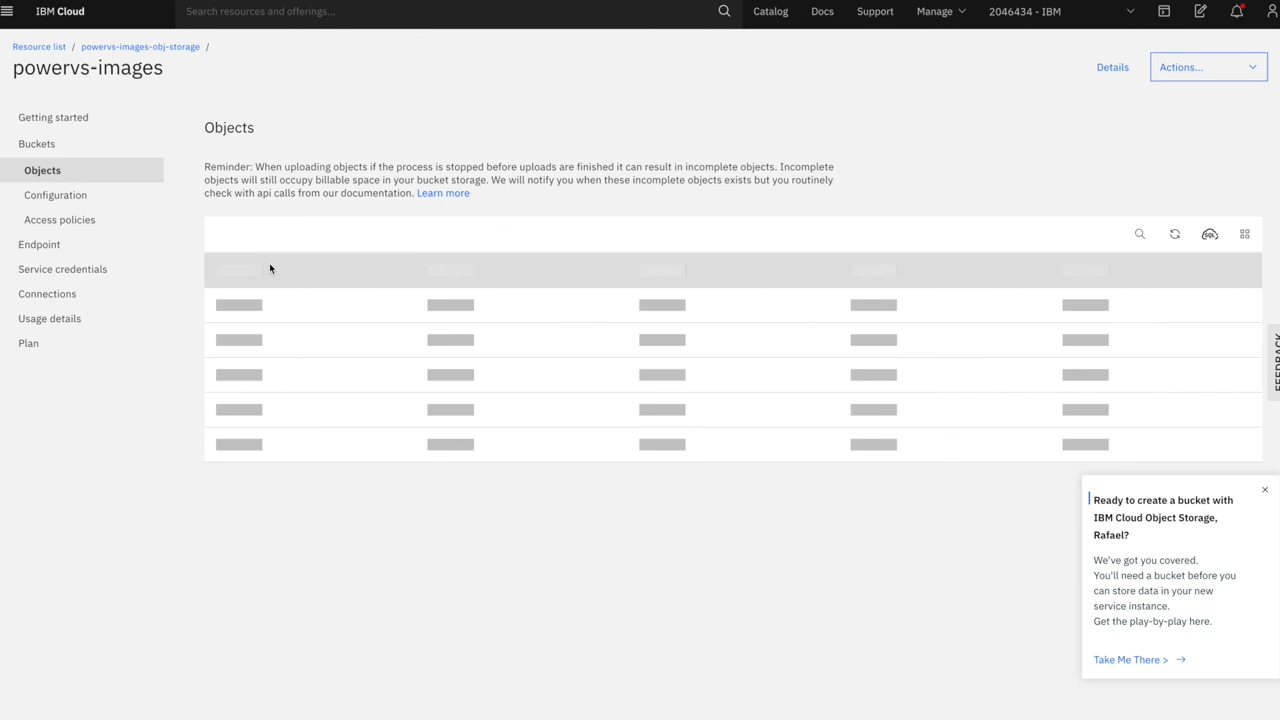 IBM Cloud
Search resources and offerings...
Catalog
Docs
Support
Manage
2046434 - IBM
Resource list / powervs-images-obj-storage /
powervs-images
Details
Actions...
Getting started
Buckets
Objects
Configuration
Access policies
Endpoint
Service credentials
Connections
Usage details
Plan
Objects
Reminder: When uploading objects if the process is stopped before uploads are finished it can result in incomplete objects. Incomplete
objects will still occupy billable space in your bucket storage. We will notify you when these incomplete objects exists but you routinely
check with api calls from our documentation. Learn more
SQL
FEEDBACK
Ready to create a bucket with
IBM Cloud Object Storage,
Rafael?
We've got you covered.
You'll need a bucket before you
can store data in your new
service instance.
Get the play-by-play here.
Take Me There >